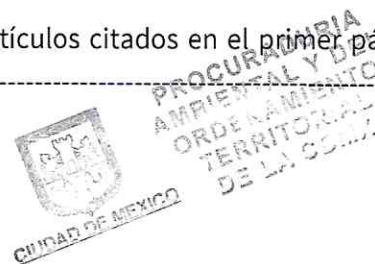 tículos citados en el primer pá
PROCURADURIA
AMBIENTAL Y DEL
ORDENAMIENTO
TERRITORIAL
DE LA
CIUDAD DE MEXICO